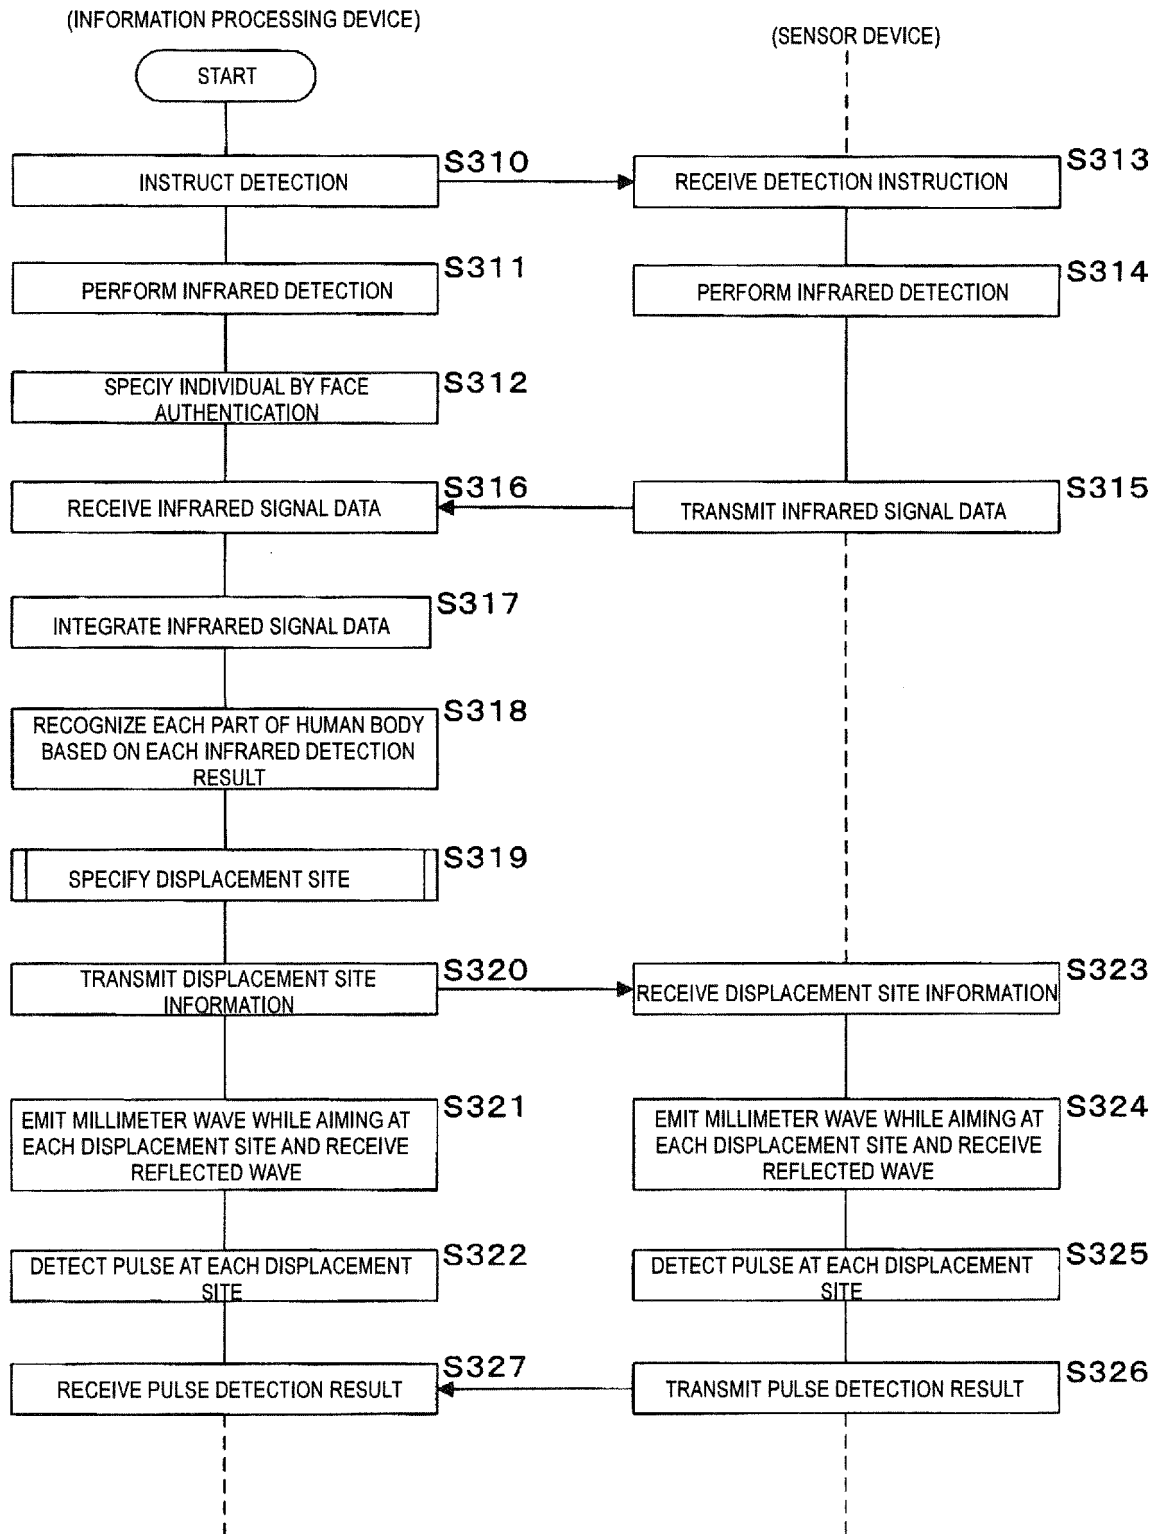 (INFORMATION PROCESSING DEVICE)
(SENSOR DEVICE)
START
S310
INSTRUCT DETECTION
S313
RECEIVE DETECTION INSTRUCTION
S311
PERFORM INFRARED DETECTION
S314
PERFORM INFRARED DETECTION
S312
SPECIY INDIVIDUAL BY FACE
AUTHENTICATION
S316
RECEIVE INFRARED SIGNAL DATA
S315
TRANSMIT INFRARED SIGNAL DATA
S317
INTEGRATE INFRARED SIGNAL DATA
S318
RECOGNIZE EACH PART OF HUMAN BODY
BASED ON EACH INFRARED DETECTION
RESULT
S319
SPECIFY DISPLACEMENT SITE
S320
TRANSMIT DISPLACEMENT SITE
INFORMATION
S323
RECEIVE DISPLACEMENT SITE INFORMATION
S321
EMIT MILLIMETER WAVE WHILE AIMING AT
EACH DISPLACEMENT SITE AND RECEIVE
REFLECTED WAVE
S324
EMIT MILLIMETER WAVE WHILE AIMING AT
EACH DISPLACEMENT SITE AND RECEIVE
REFLECTED WAVE
S322
DETECT PULSE AT EACH DISPLACEMENT
SITE
S325
DETECT PULSE AT EACH DISPLACEMENT
SITE
S327
RECEIVE PULSE DETECTION RESULT
S326
TRANSMIT PULSE DETECTION RESULT